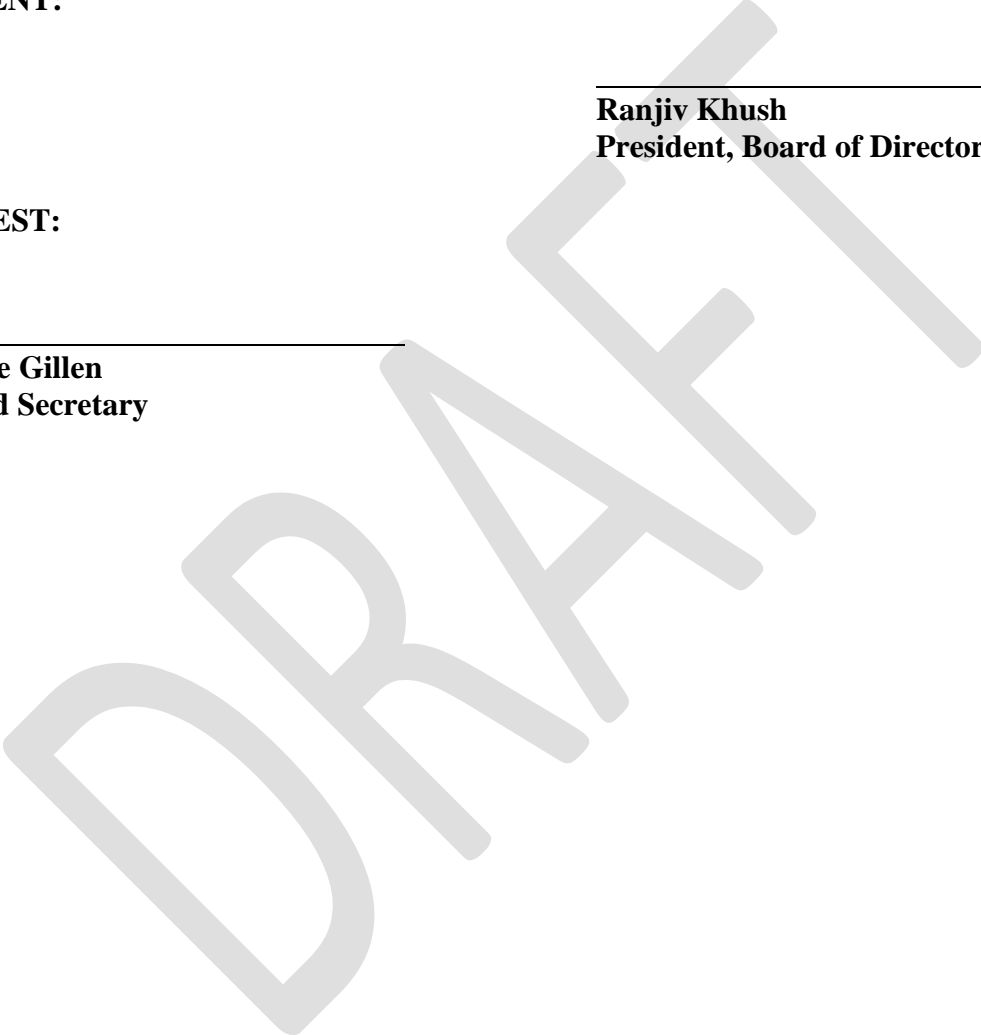 ENT:
Ranjiv Khush
President, Board of Director
EST:
e Gillen
d Secretary
DRAFT